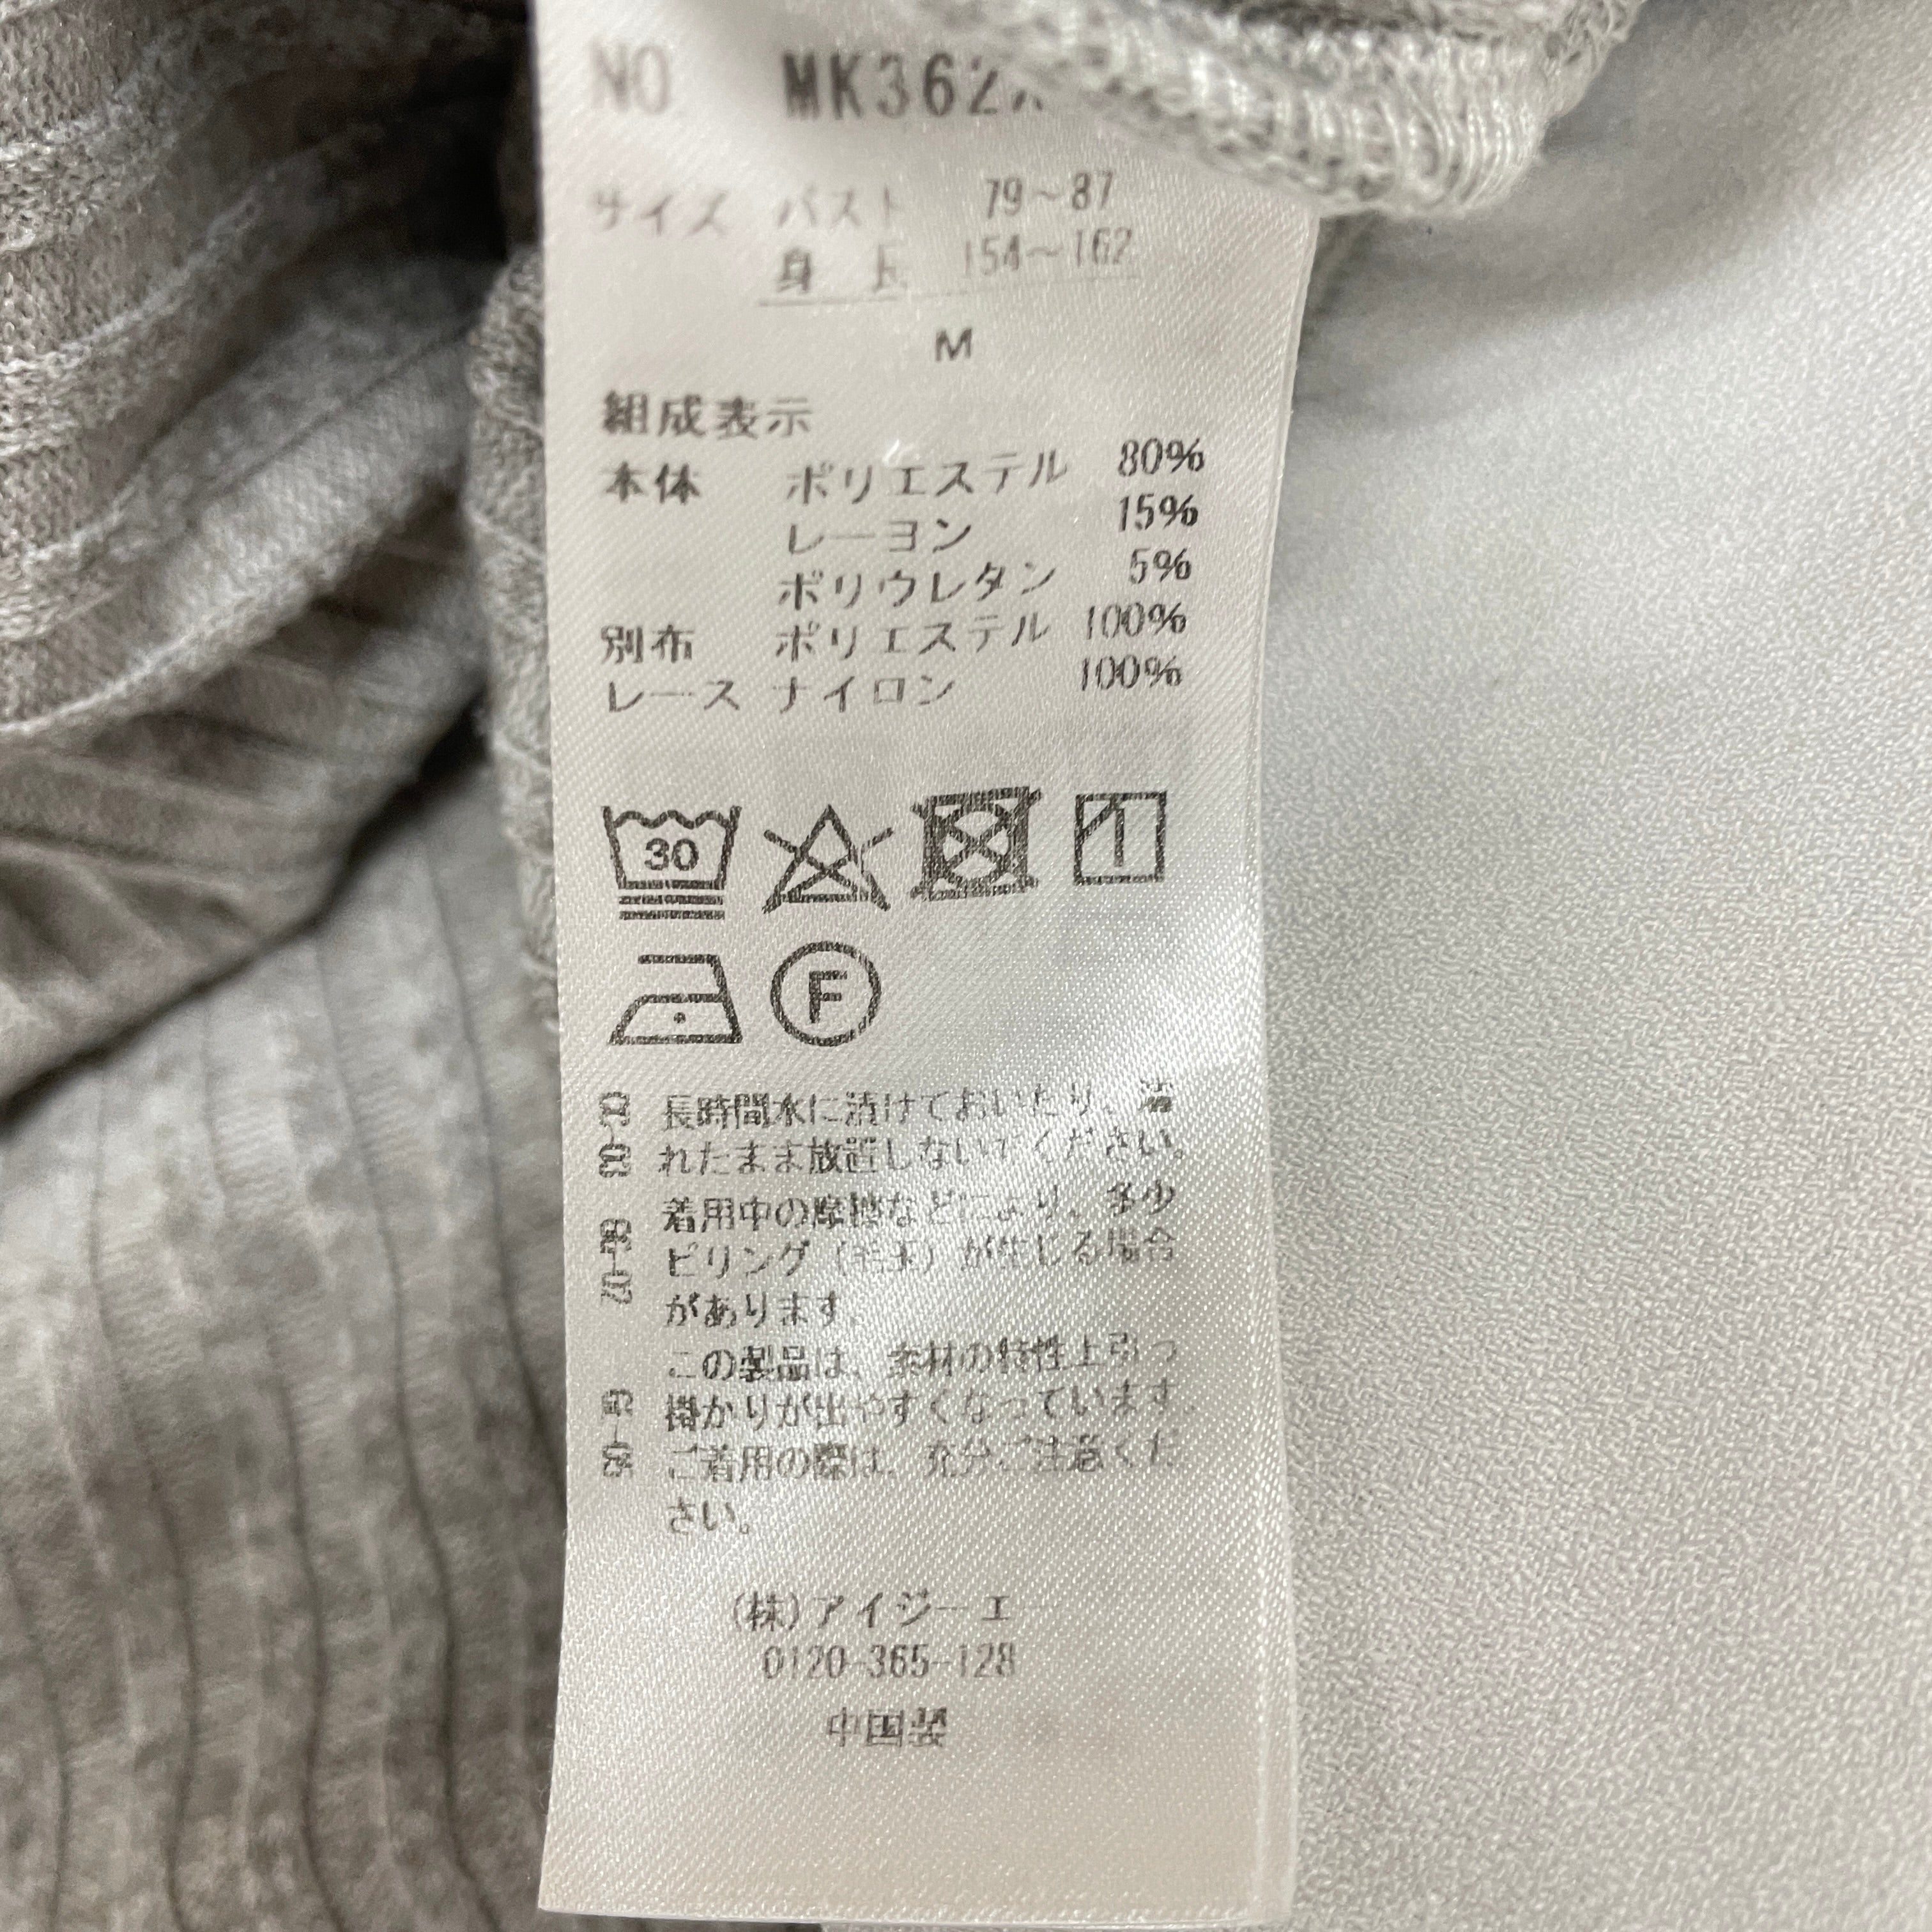 NO MK362
サイズ バスト 79~87
身 長 154~162
M
組成表示
本体 ポリエステル 80%
レーヨン 15%
ポリウレタン 5%
別布 ポリエステル 100%
レース ナイロン 100%
30
F
長時間水に漬けておいたり、濡
れたまま放置しないでください。
着用中の摩擦などにより、多少
ピリング(毛玉)が生じる場合
があります。
この製品は、素材の特性上引っ
掛かりが出やすくなっています
ご着用の際は、充分ご注意くだ
さい。
(株)アイジーエー
0120-365-128
中国製